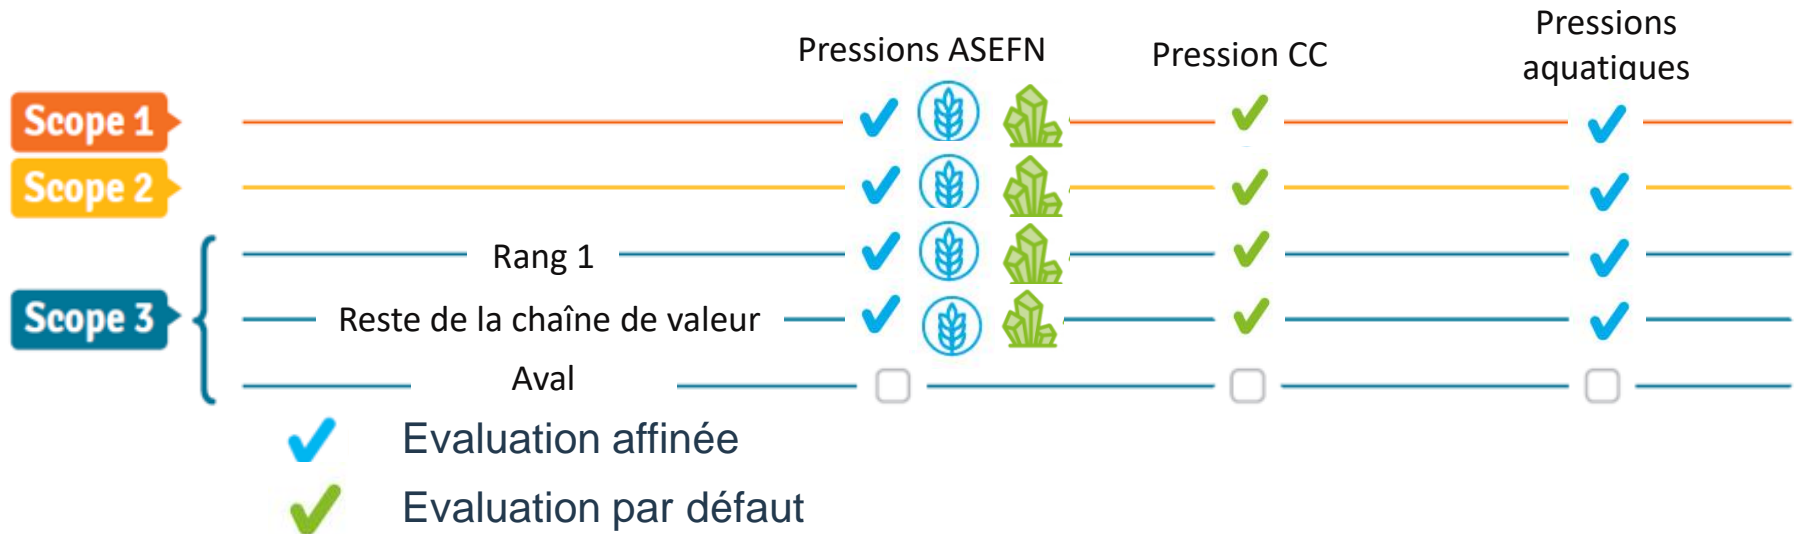 Pressions ASEFN
Pression CC
Pressions
aquatiques
Scope 1
Scope 2
Scope 3
Rang 1
Reste de la chaîne de valeur
Aval
Evaluation affinée
Evaluation par défaut